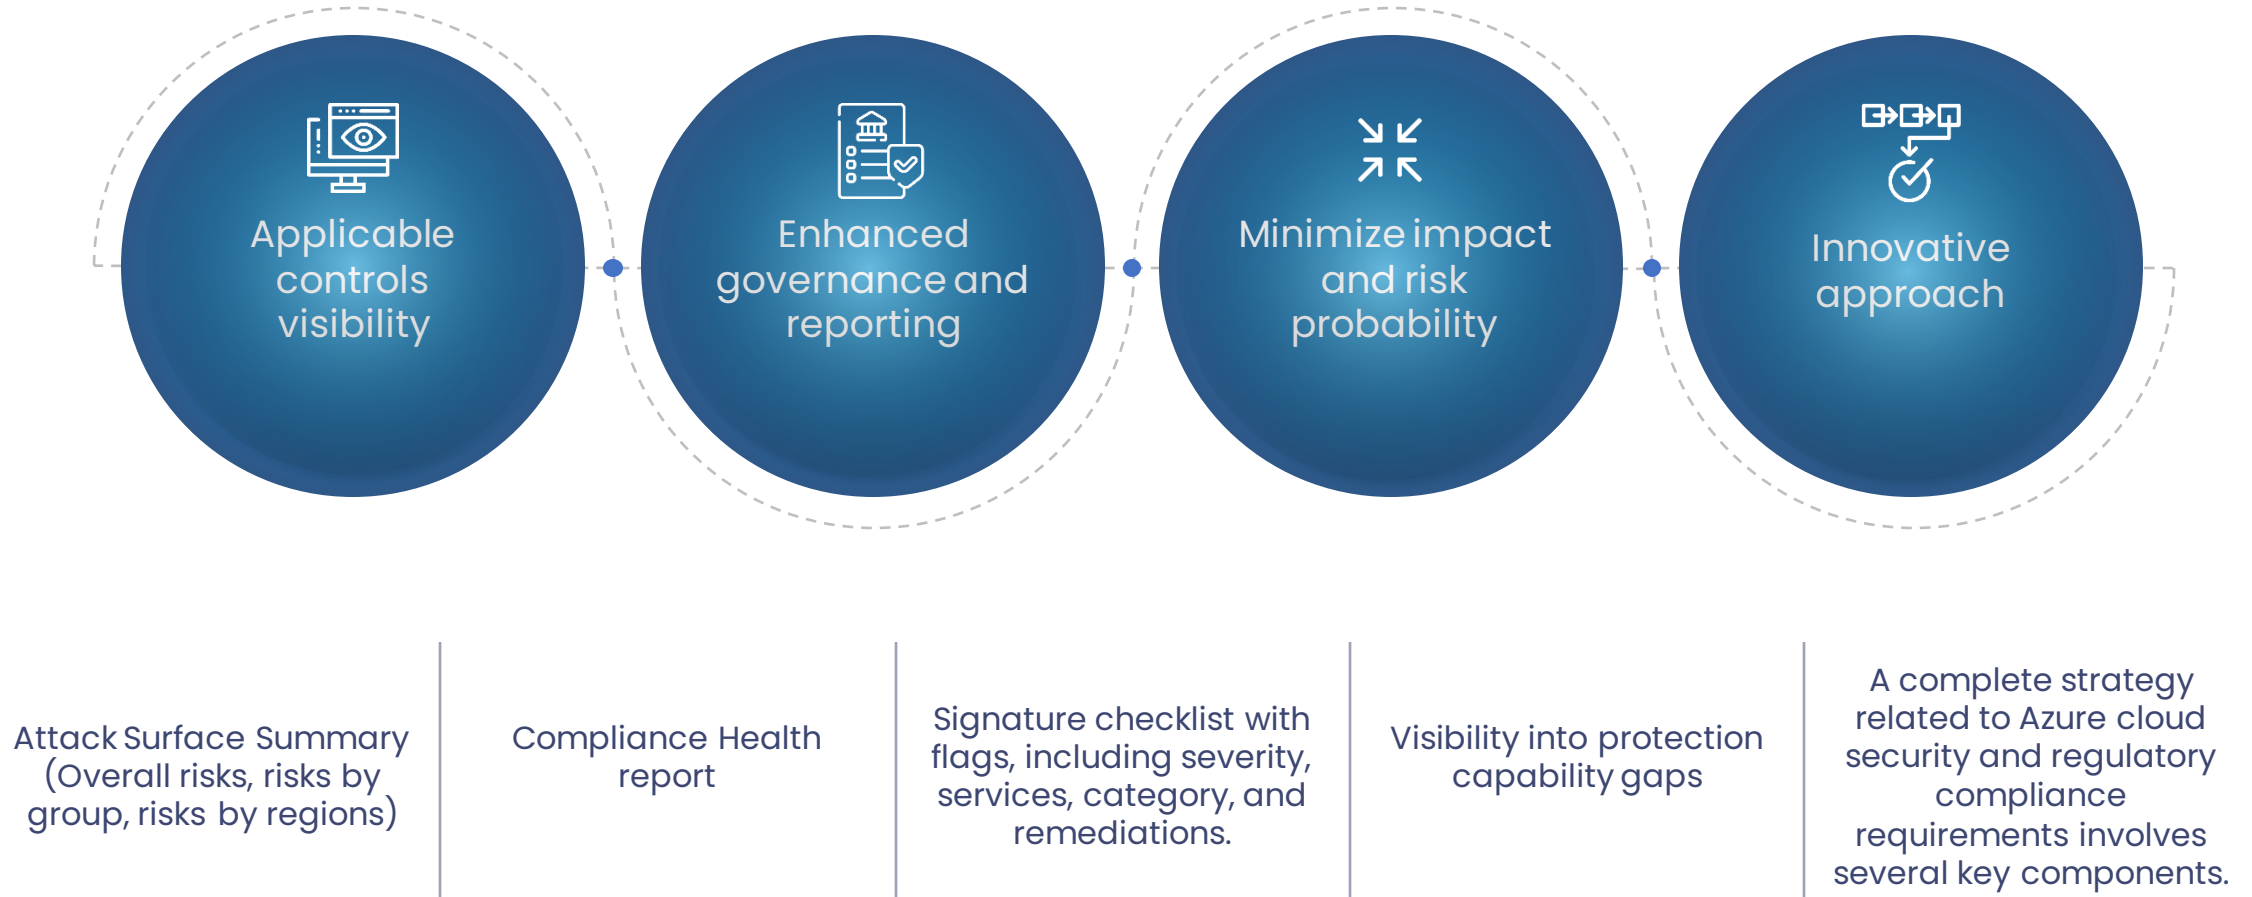 Applicable
controls
visibility
Enhanced
governance and
reporting
Minimize impact
and risk
probability
Innovative
approach
Attack Surface Summary
(Overall risks, risks by
group, risks by regions)
Compliance Health
report
Signature checklist with
flags, including severity,
services, category, and
remediations.
Visibility into protection
capability gaps
A complete strategy
related to Azure cloud
security and regulatory
compliance
requirements involves
several key components.